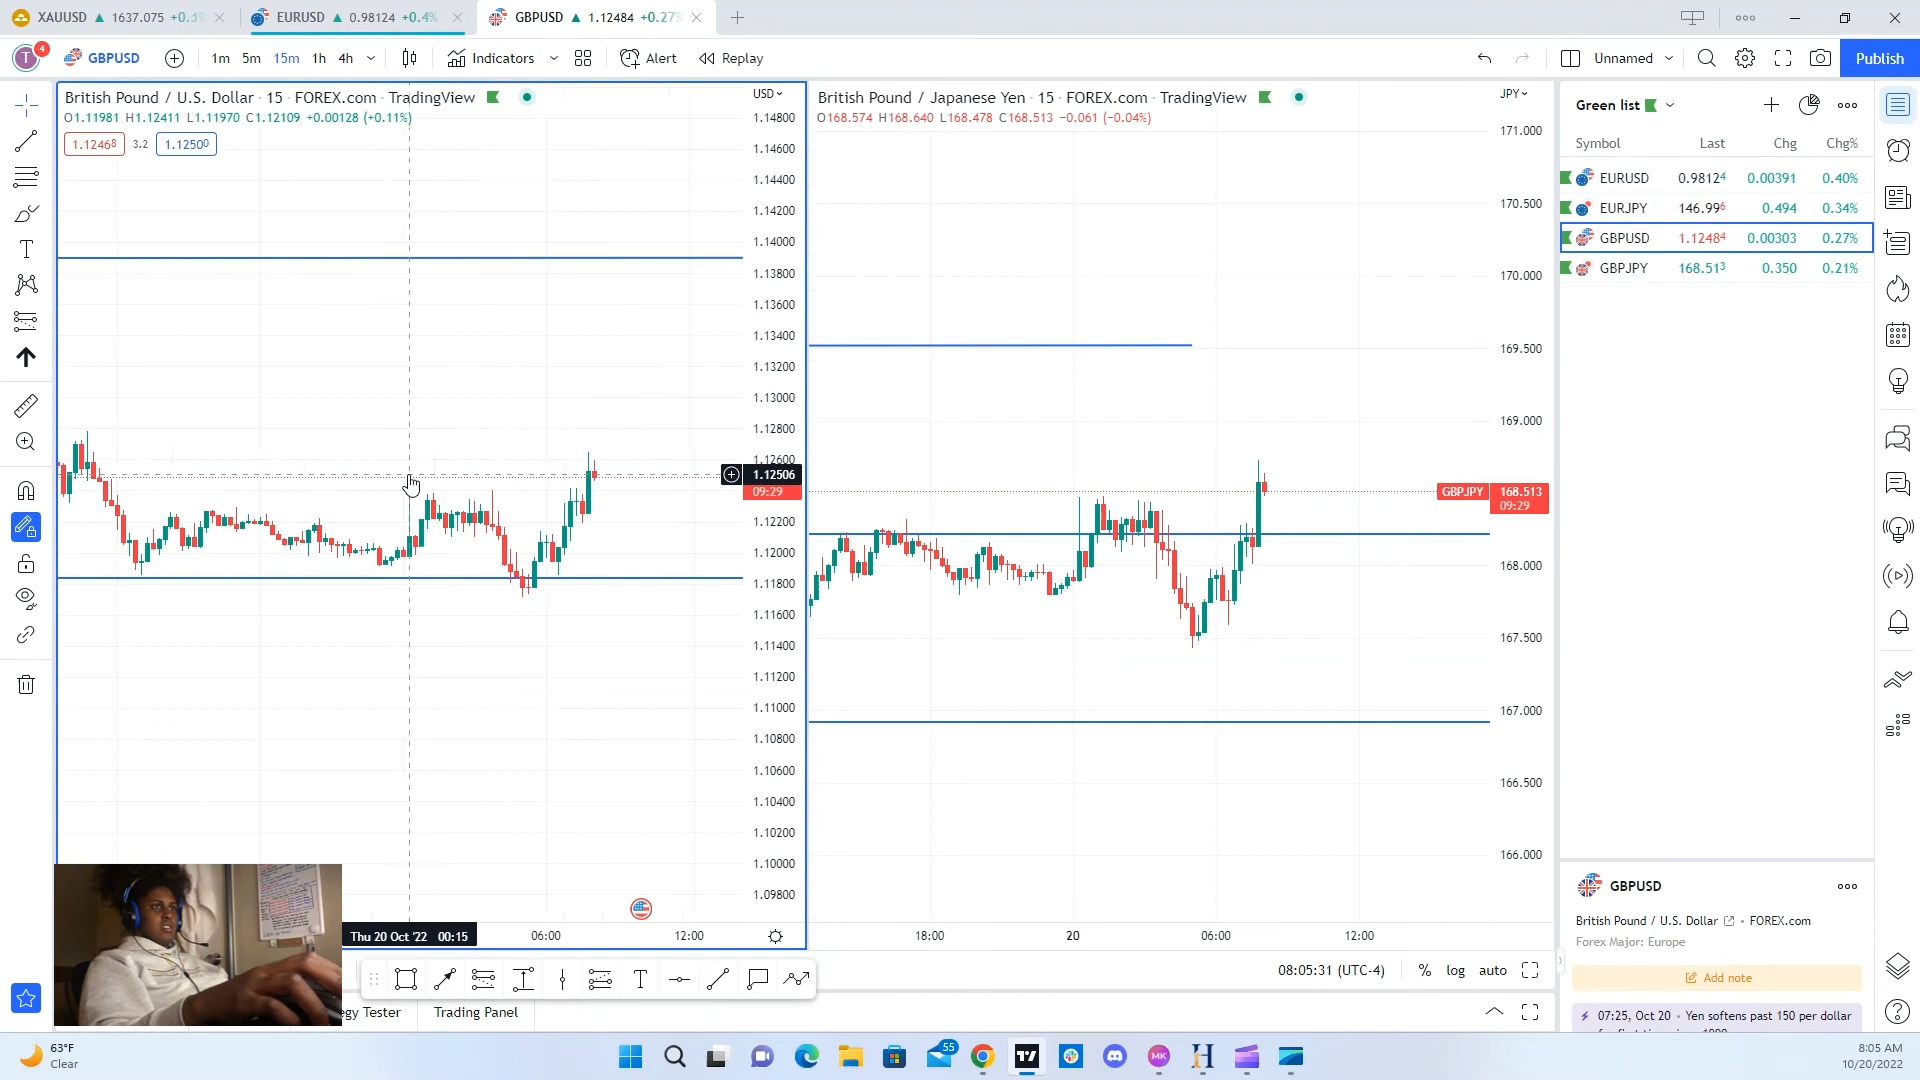 XAUUSD ▲ 1637.075 +0.5%
EURUSD ▲ 0.98124 +0.4%
GBPUSD ▲ 1.12484 +0.27%
T 4 GBPUSD 1m 5m 15m 1h 4h Indicators Alert Replay Unnamed Publish
British Pound / U.S. Dollar · 15 · FOREX.com · TradingView
O1.11981 H1.12411 L1.11970 C1.12109 +0.00128 (+0.11%)
1.12468 3.2 1.12500
USD
1.14800
1.14600
1.14400
1.14200
1.14000
1.13800
1.13600
1.13400
1.13200
1.13000
1.12800
1.12600
1.12506
09:29
1.12200
1.12000
1.11800
1.11600
1.11400
1.11200
1.11000
1.10800
1.10600
1.10400
1.10200
1.10000
1.09800
Thu 20 Oct '22 00:15
06:00
12:00
British Pound / Japanese Yen · 15 · FOREX.com · TradingView
O168.574 H168.640 L168.478 C168.513 −0.061 (−0.04%)
JPY
171.000
170.500
170.000
169.500
169.000
GBPJPY 168.513
09:29
168.000
167.500
167.000
166.500
166.000
18:00
20
06:00
12:00
08:05:31 (UTC-4) % log auto
egy Tester
Trading Panel
Green list
Symbol Last Chg Chg%
EURUSD 0.98124 0.00391 0.40%
EURJPY 146.996 0.494 0.34%
GBPUSD 1.12484 0.00303 0.27%
GBPJPY 168.513 0.350 0.21%
GBPUSD
British Pound / U.S. Dollar • FOREX.com
Forex Major: Europe
Add note
07:25, Oct 20 • Yen softens past 150 per dollar
63°F
Clear
55
MK
H
8:05 AM
10/20/2022